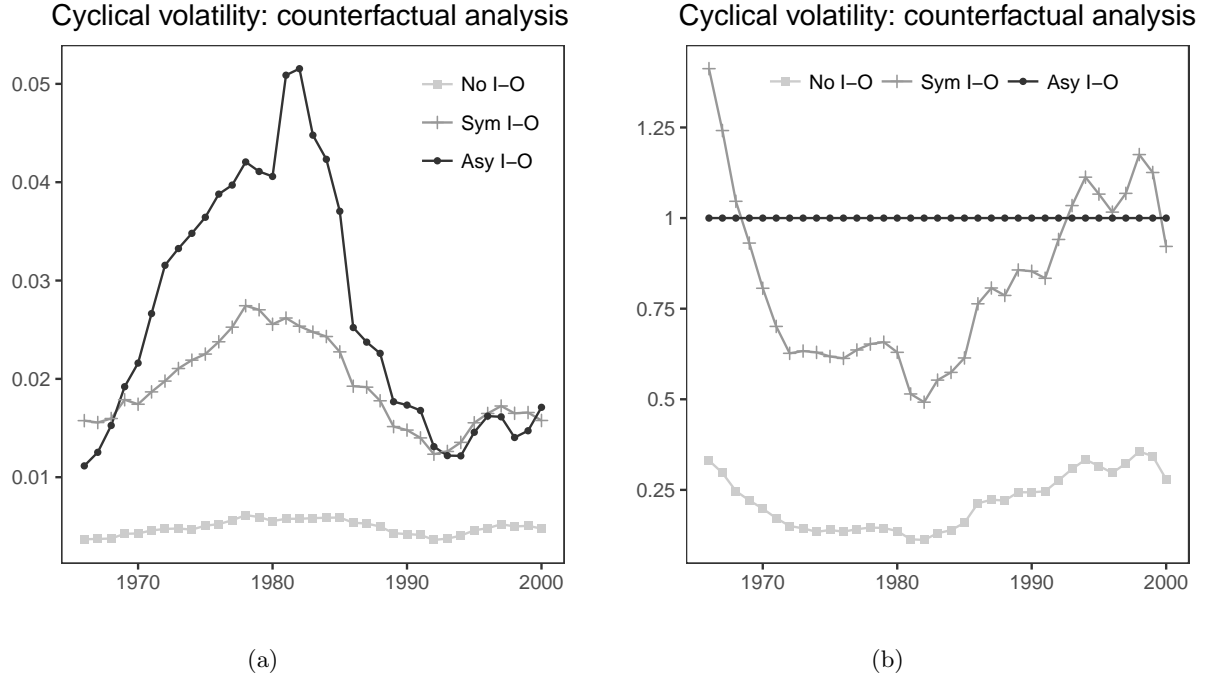 Cyclical volatility: counterfactual analysis
0.05
0.04
0.03
0.02
0.01
No I–O
Sym I–O
Asy I–O
1970 1980 1990 2000
(a)
Cyclical volatility: counterfactual analysis
No I–O Sym I–O Asy I–O
1.25
1
0.75
0.5
0.25
1970 1980 1990 2000
(b)